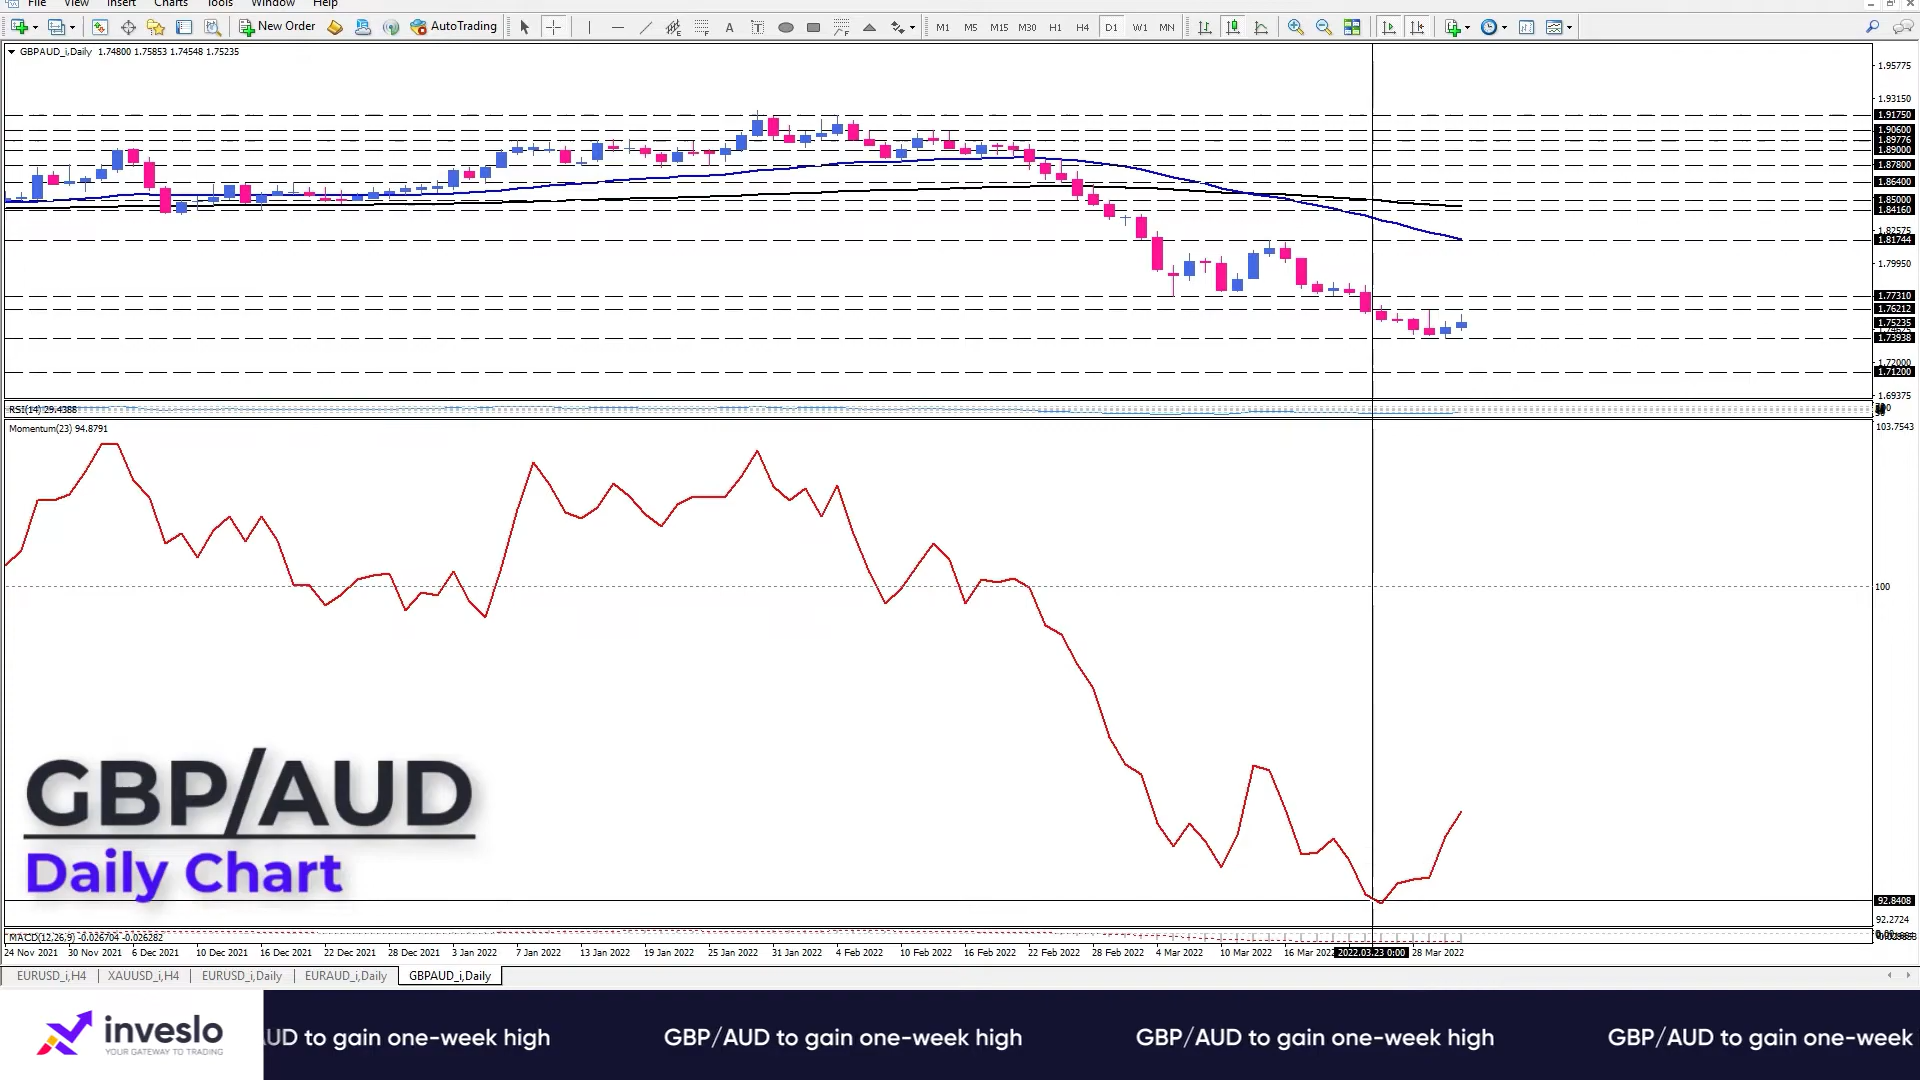 File View Insert Charts Tools Window Help
New Order AutoTrading A T M1 M5 M15 M30 H1 H4 D1 W1 MN
GBPAUD_i,Daily 1.74800 1.75853 1.74548 1.75235
1.95775
1.93150
1.91750
1.90600
1.89776
1.89000
1.87800
1.86400
1.85000
1.84160
1.82575
1.81744
1.79950
1.77310
1.76212
1.75235
1.73938
1.72000
1.71200
1.69375
RSI(14) 29.4388
Momentum(23) 94.8791
103.7543
100
GBP/AUD
Daily Chart
92.8408
92.2724
MACD(12,26,9) -0.026704 -0.026282
24 Nov 2021 30 Nov 2021 6 Dec 2021 10 Dec 2021 16 Dec 2021 22 Dec 2021 28 Dec 2021 3 Jan 2022 7 Jan 2022 13 Jan 2022 19 Jan 2022 25 Jan 2022 31 Jan 2022 4 Feb 2022 10 Feb 2022 16 Feb 2022 22 Feb 2022 28 Feb 2022 4 Mar 2022 10 Mar 2022 16 Mar 2022.03.23 0:00 28 Mar 2022
EURUSD_i,H4 XAUUSD_i,H4 EURUSD_i,Daily EURAUD_i,Daily GBPAUD_i,Daily
inveslo
YOUR GATEWAY TO TRADING
UD to gain one-week high GBP/AUD to gain one-week high GBP/AUD to gain one-week high GBP/AUD to gain one-week